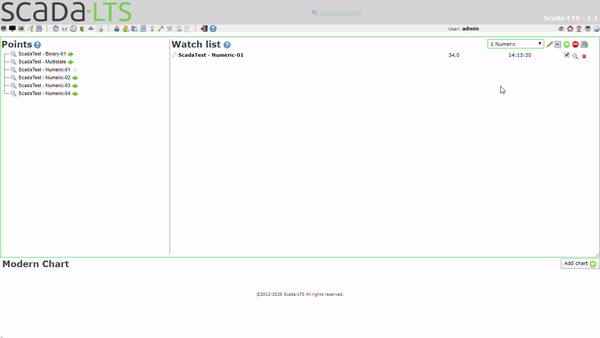 SCADA-LTS
Scada-LTS - 1.1
User: admin
Points
ScadaTest - Binary-01
ScadaTest - Multistate
ScadaTest - Numeric-01
ScadaTest - Numeric-02
ScadaTest - Numeric-03
ScadaTest - Numeric-04
Watch list
1 Numeric
ScadaTest - Numeric-01 34.0 14:13:30
Modern Chart
Add chart
©2012-2020 Scada-LTS All rights reserved.